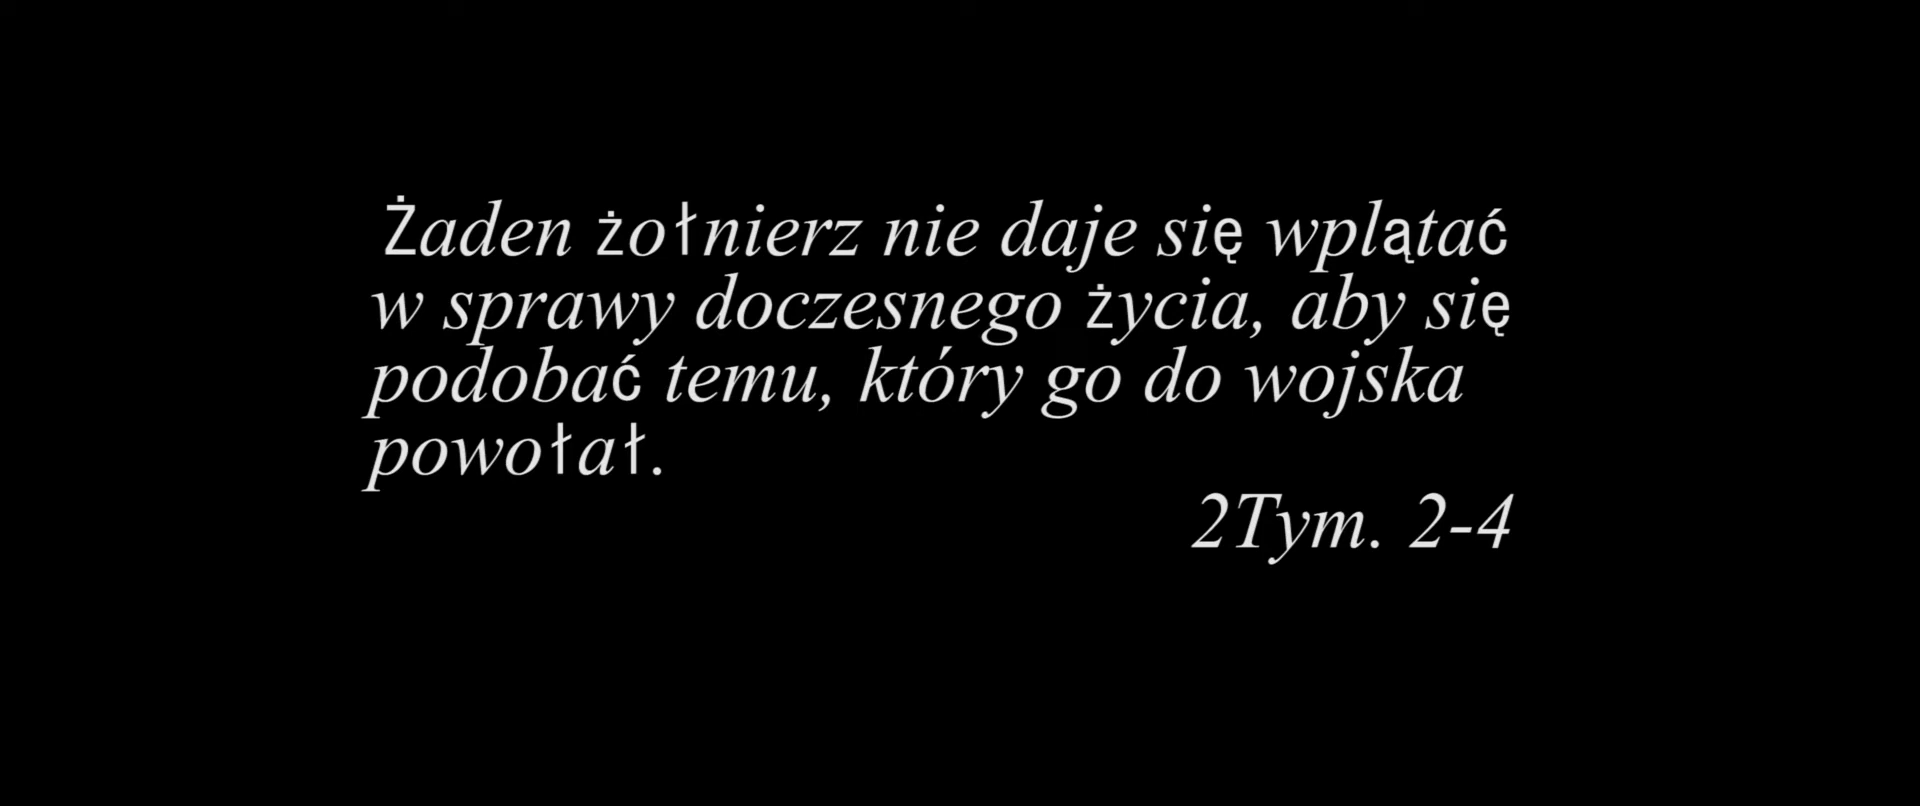 Żaden żołnierz nie daje się wplątać
w sprawy doczesnego życia, aby się
podobać temu, który go do wojska
powołał.
2Tym. 2-4